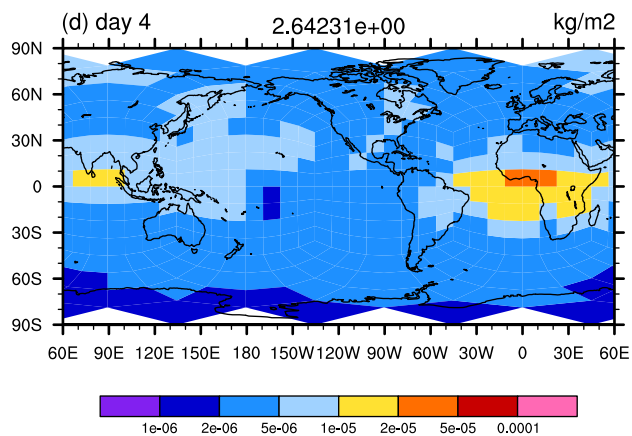 (d) day 4 2.64231e+00 kg/m2
90N
60N
30N
0
30S
60S
90S
60E 90E 120E 150E 180 150W 120W 90W 60W 30W 0 30E 60E
1e-06 2e-06 5e-06 1e-05 2e-05 5e-05 0.0001